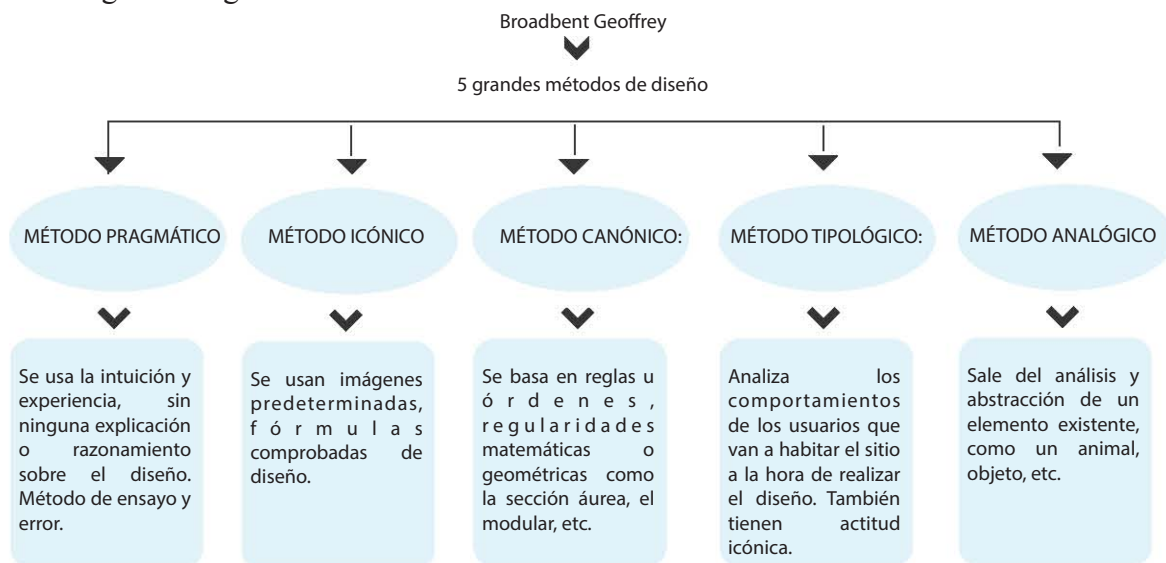 Broadbent Geoffrey
5 grandes métodos de diseño
MÉTODO PRAGMÁTICO
MÉTODO ICÓNICO
MÉTODO CANÓNICO:
MÉTODO TIPOLÓGICO:
MÉTODO ANALÓGICO
Se usa la intuición y
experiencia, sin
ninguna explicación
o razonamiento
sobre el diseño.
Método de ensayo y
error.
Se usan imágenes
predeterminadas,
fórmulas
comprobadas de
diseño.
Se basa en reglas u
órdenes,
regularidades
matemáticas o
geométricas como
la sección áurea, el
modular, etc.
Analiza los
comportamientos
de los usuarios que
van a habitar el sitio
a la hora de realizar
el diseño. También
tienen actitud
icónica.
Sale del análisis y
abstracción de un
elemento existente,
como un animal,
objeto, etc.